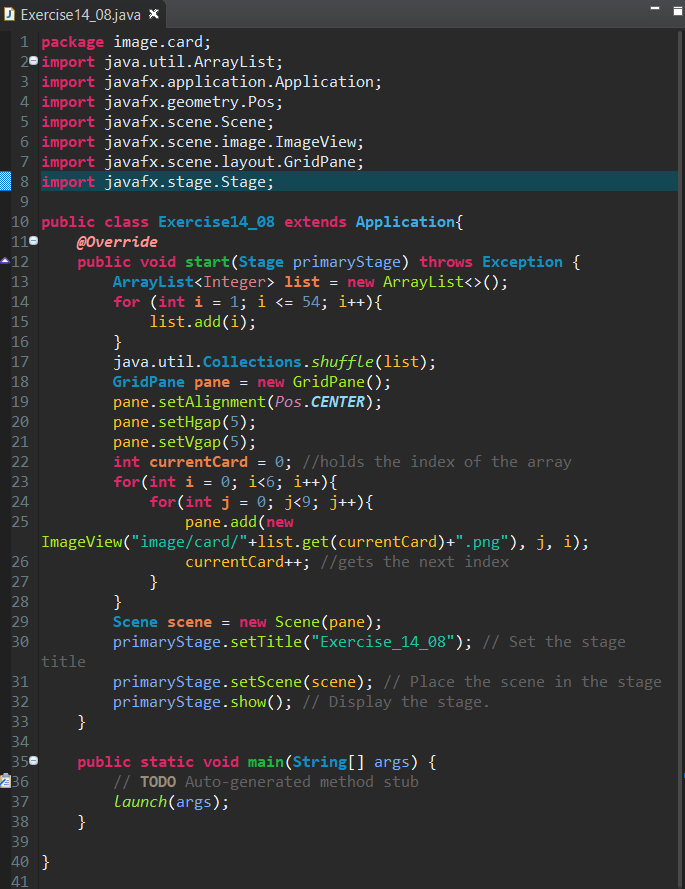 Exercise14_08.java
1 package image.card;
2 import java.util.ArrayList;
3 import javafx.application.Application;
4 import javafx.geometry.Pos;
5 import javafx.scene.Scene;
6 import javafx.scene.image.ImageView;
7 import javafx.scene.layout.GridPane;
8 import javafx.stage.Stage;
9
10 public class Exercise14_08 extends Application{
11     @Override
12     public void start(Stage primaryStage) throws Exception {
13         ArrayList<Integer> list = new ArrayList<>();
14         for (int i = 1; i <= 54; i++){
15             list.add(i);
16         }
17         java.util.Collections.shuffle(list);
18         GridPane pane = new GridPane();
19         pane.setAlignment(Pos.CENTER);
20         pane.setHgap(5);
21         pane.setVgap(5);
22         int currentCard = 0; //holds the index of the array
23         for(int i = 0; i<6; i++){
24             for(int j = 0; j<9; j++){
25                 pane.add(new
ImageView("image/card/"+list.get(currentCard)+".png"), j, i);
26                 currentCard++; //gets the next index
27             }
28         }
29         Scene scene = new Scene(pane);
30         primaryStage.setTitle("Exercise_14_08"); // Set the stage
title
31         primaryStage.setScene(scene); // Place the scene in the stage
32         primaryStage.show(); // Display the stage.
33     }
34
35     public static void main(String[] args) {
36         // TODO Auto-generated method stub
37         launch(args);
38     }
39
40 }
41